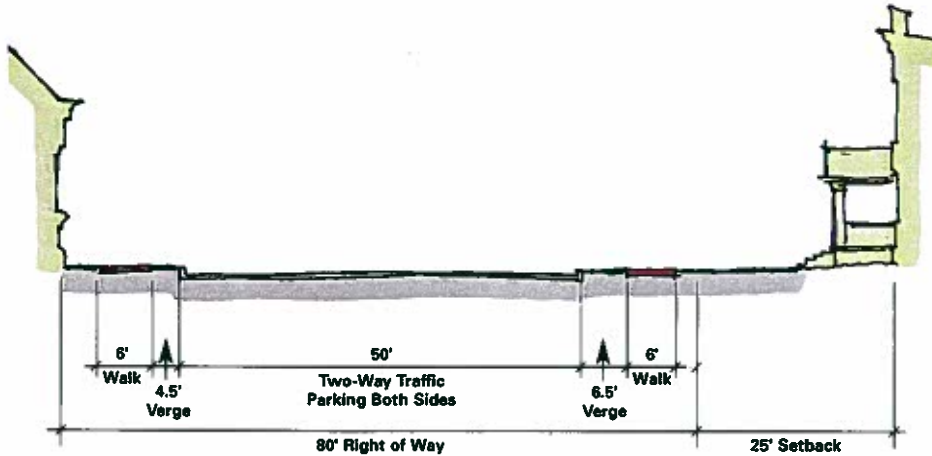 6'
Walk
4.5'
Verge
50'
Two-Way Traffic
Parking Both Sides
6.5'
Verge
6'
Walk
80' Right of Way
25' Setback